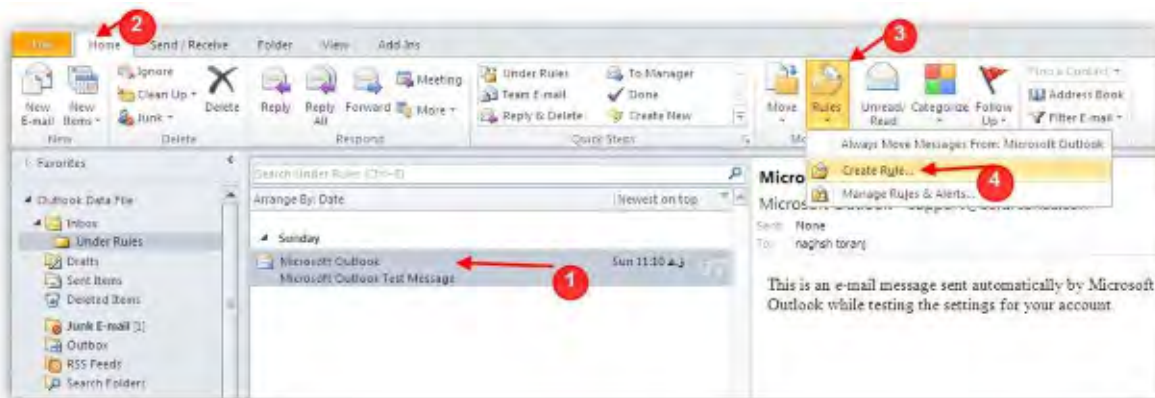 2
3
File Home Send / Receive Folder View Add-Ins
New E-mail
New Items
Ignore
Clean Up
Junk
Delete
Reply
Reply All
Forward
Meeting
More
Under Rules
Team E-mail
Reply & Delete
To Manager
Done
Create New
Move
Rules
Unread/ Read
Categorize
Follow Up
Find a Contact
Address Book
Filter E-mail
New
Delete
Respond
Quick Steps
Always Move Messages From: Microsoft Outlook
Create Rule...
4
Manage Rules & Alerts...
Favorites
Outlook Data File
Inbox
Under Rules
Drafts
Sent Items
Deleted Items
Junk E-mail [1]
Outbox
RSS Feeds
Search Folders
Search Under Rules (Ctrl+E)
Arrange By: Date
Newest on top
Sunday
Microsoft Outlook
Sun 11:10 ق.ظ
Microsoft Outlook Test Message
1
Sent: None
To: naghsh toranj
This is an e-mail message sent automatically by Microsoft
Outlook while testing the settings for your account